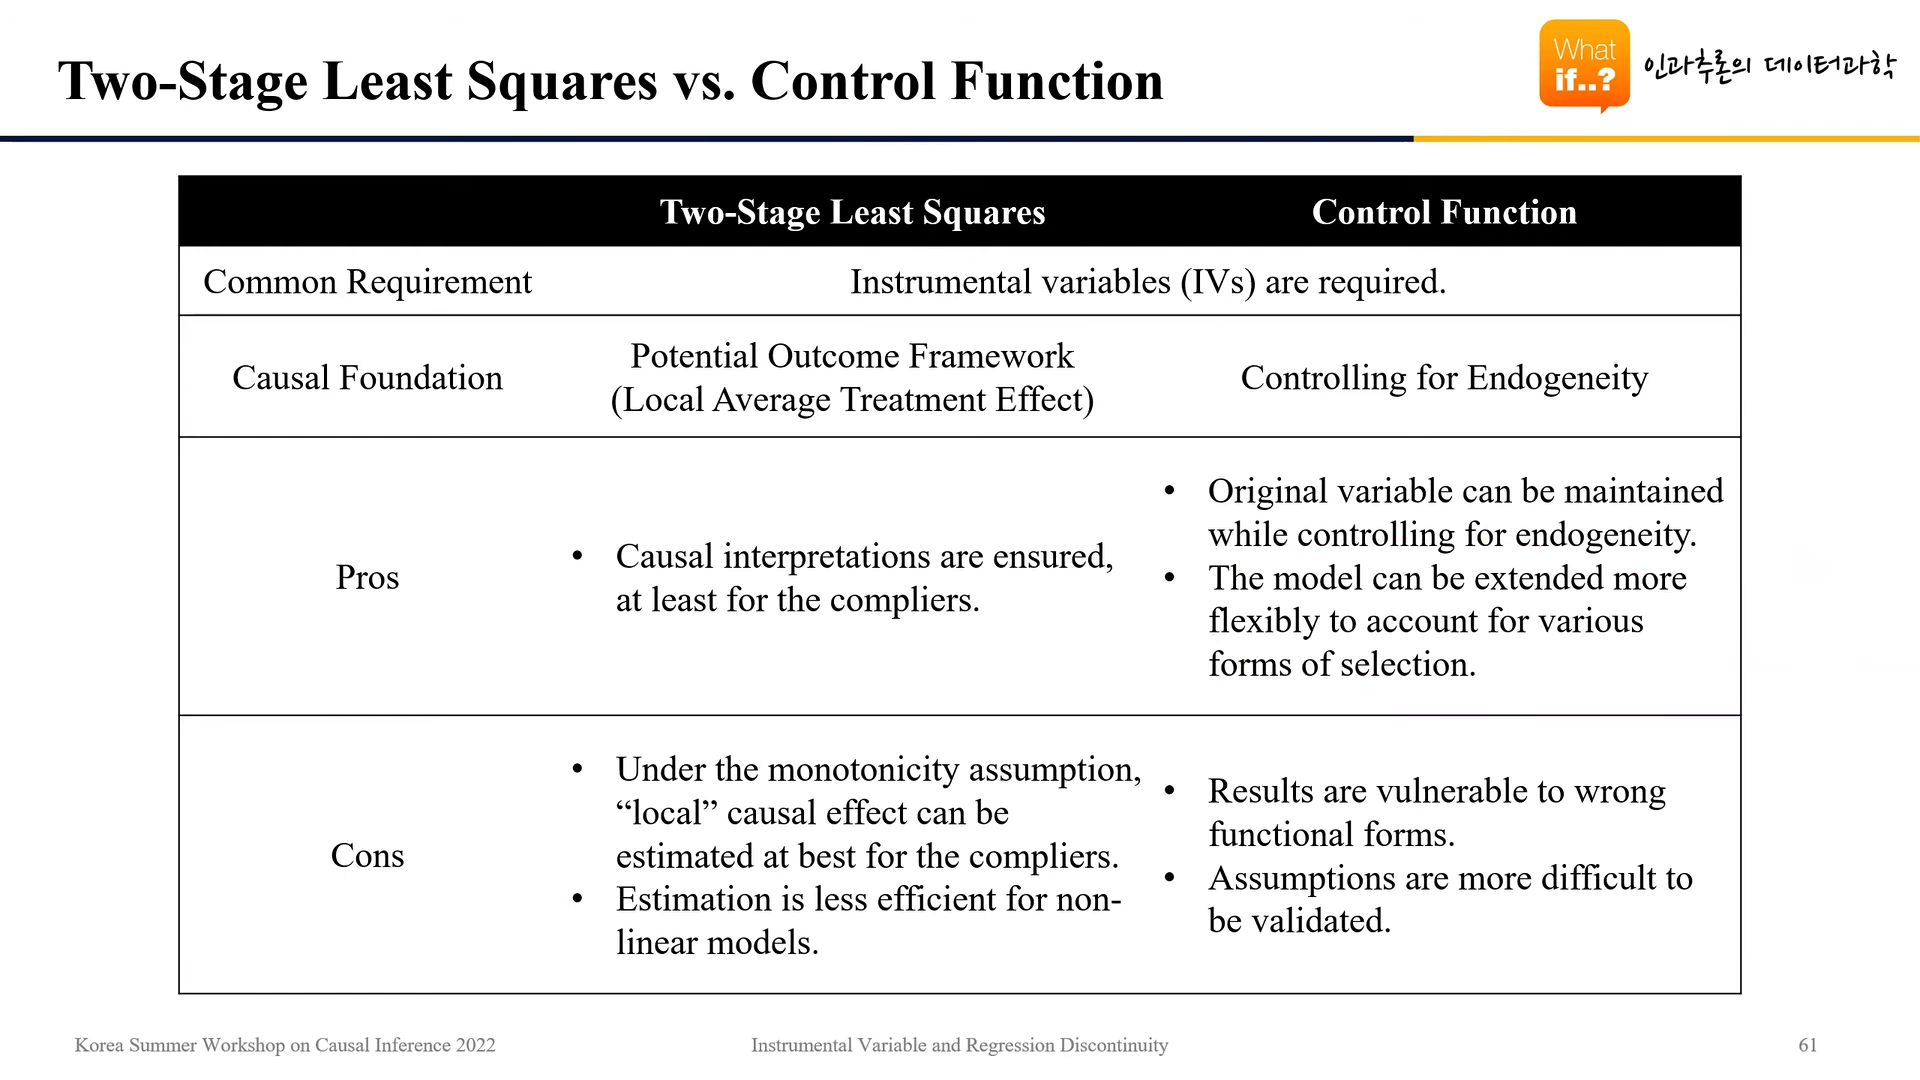 Two-Stage Least Squares vs. Control Function
What
if..?
인과추론의 데이터과학
Two-Stage Least Squares
Control Function
Common Requirement
Instrumental variables (IVs) are required.
Causal Foundation
Potential Outcome Framework
(Local Average Treatment Effect)
Controlling for Endogeneity
Pros
• Causal interpretations are ensured,
at least for the compliers.
• Original variable can be maintained
while controlling for endogeneity.
• The model can be extended more
flexibly to account for various
forms of selection.
Cons
• Under the monotonicity assumption,
“local” causal effect can be
estimated at best for the compliers.
• Estimation is less efficient for non-
linear models.
• Results are vulnerable to wrong
functional forms.
• Assumptions are more difficult to
be validated.
Korea Summer Workshop on Causal Inference 2022
Instrumental Variable and Regression Discontinuity
61